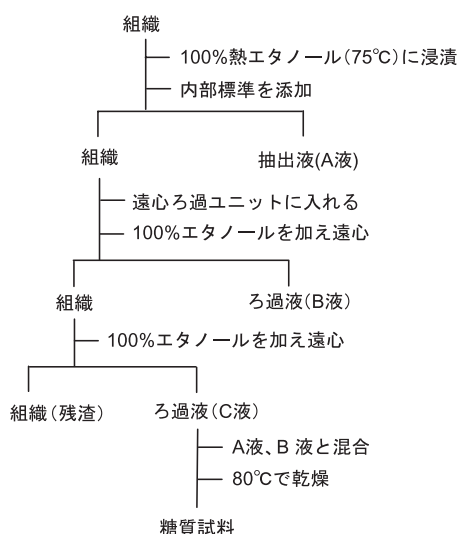 組織
100%熱エタノール(75℃)に浸漬
内部標準を添加
組織
抽出液(A液)
遠心ろ過ユニットに入れる
100%エタノールを加え遠心
組織
ろ過液(B液)
100%エタノールを加え遠心
組織(残渣)
ろ過液(C液)
A液、B 液と混合
80℃で乾燥
糖質試料